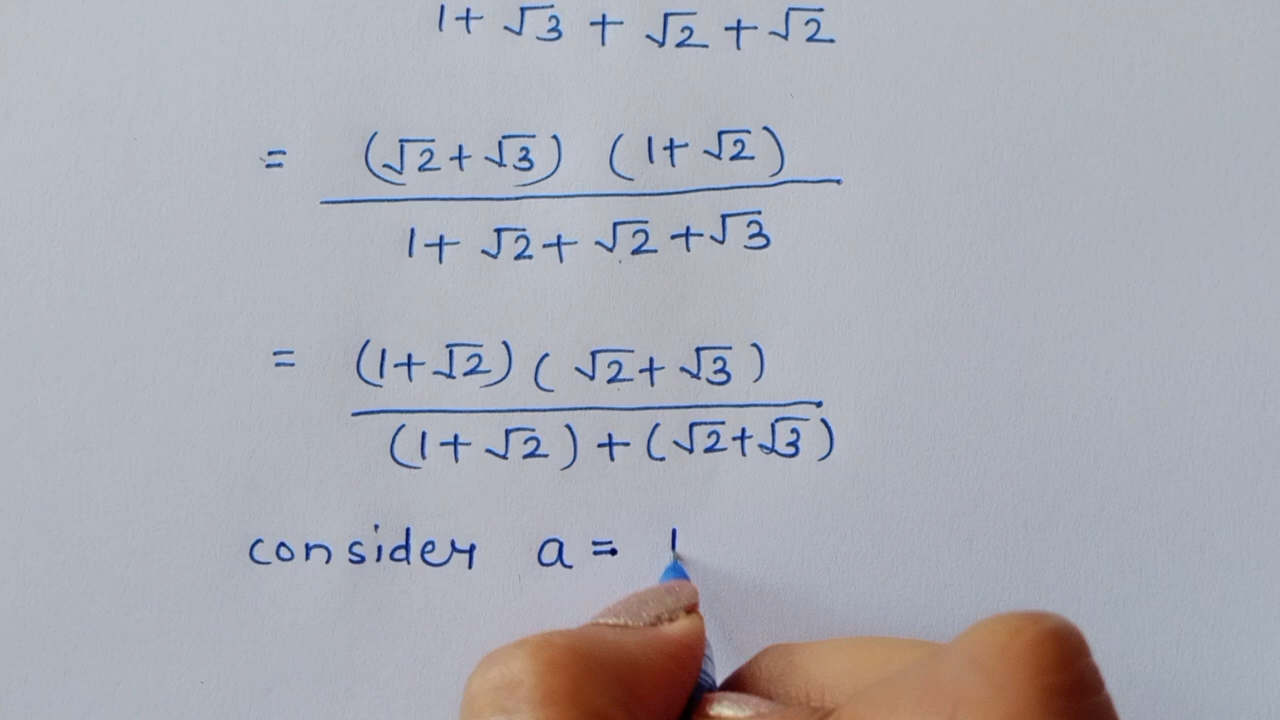 1 + √3 + √2 + √2
= (√2 + √3) (1 + √2)
1 + √2 + √2 + √3
= (1 + √2) ( √2 + √3 )
(1 + √2) + (√2 + √3)
consider a = 1